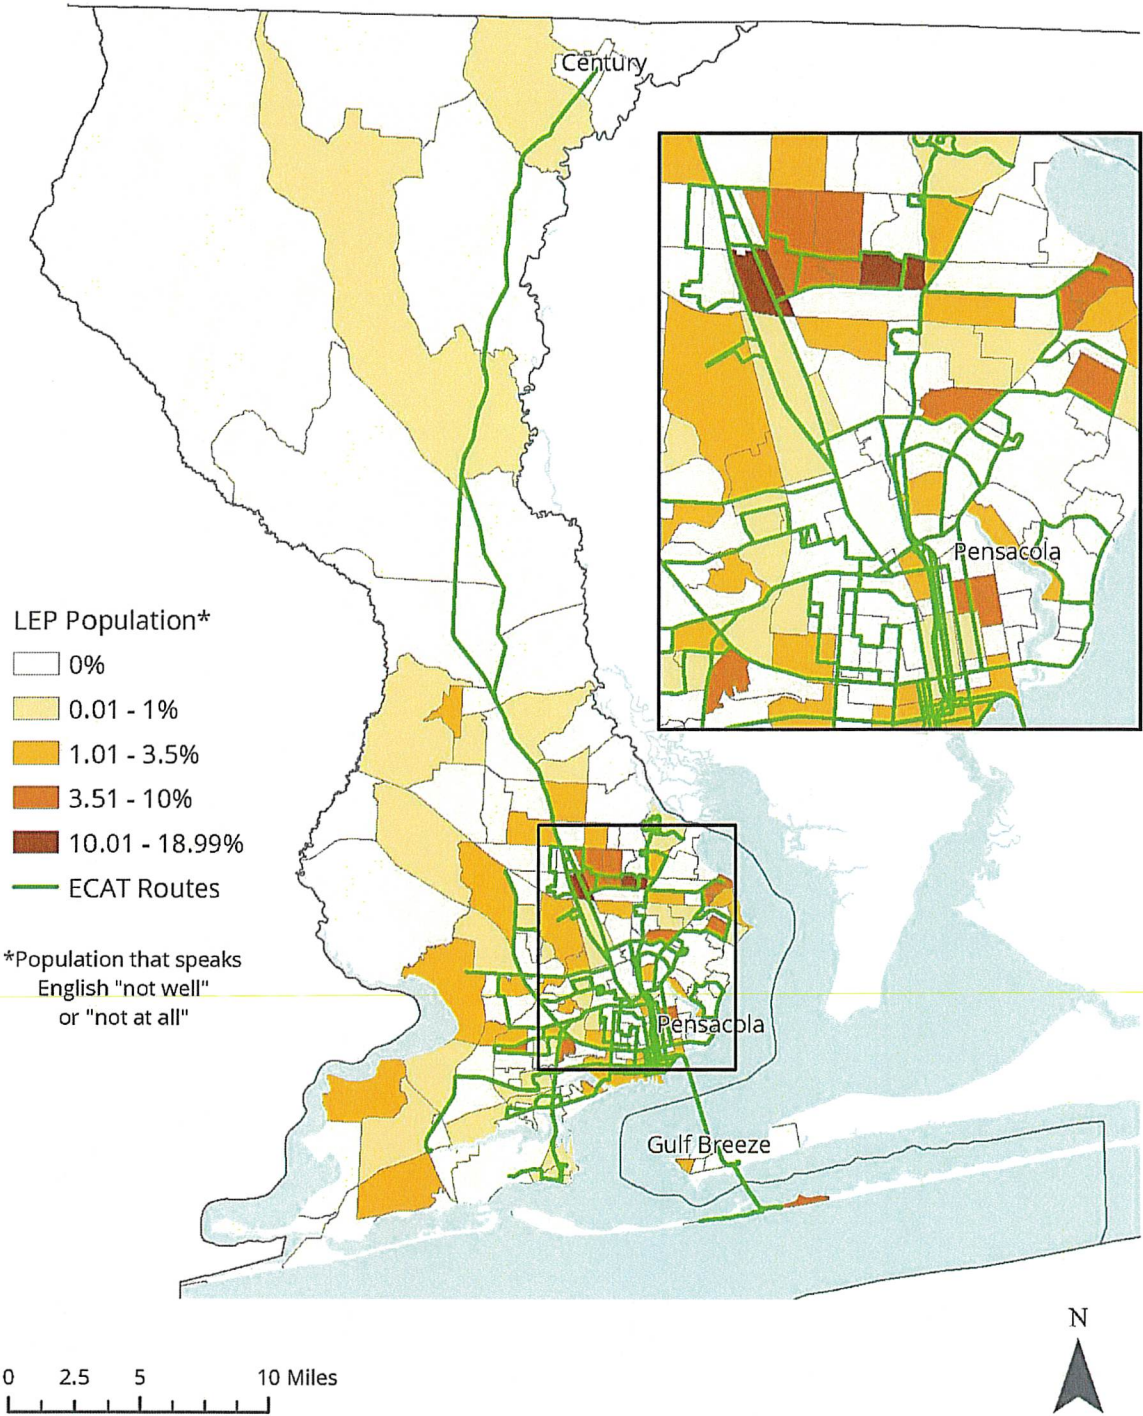 Century
Pensacola
LEP Population*
0%
0.01 - 1%
1.01 - 3.5%
3.51 - 10%
10.01 - 18.99%
ECAT Routes
*Population that speaks
English "not well"
or "not at all"
Pensacola
Gulf Breeze
N
0 2.5 5 10 Miles